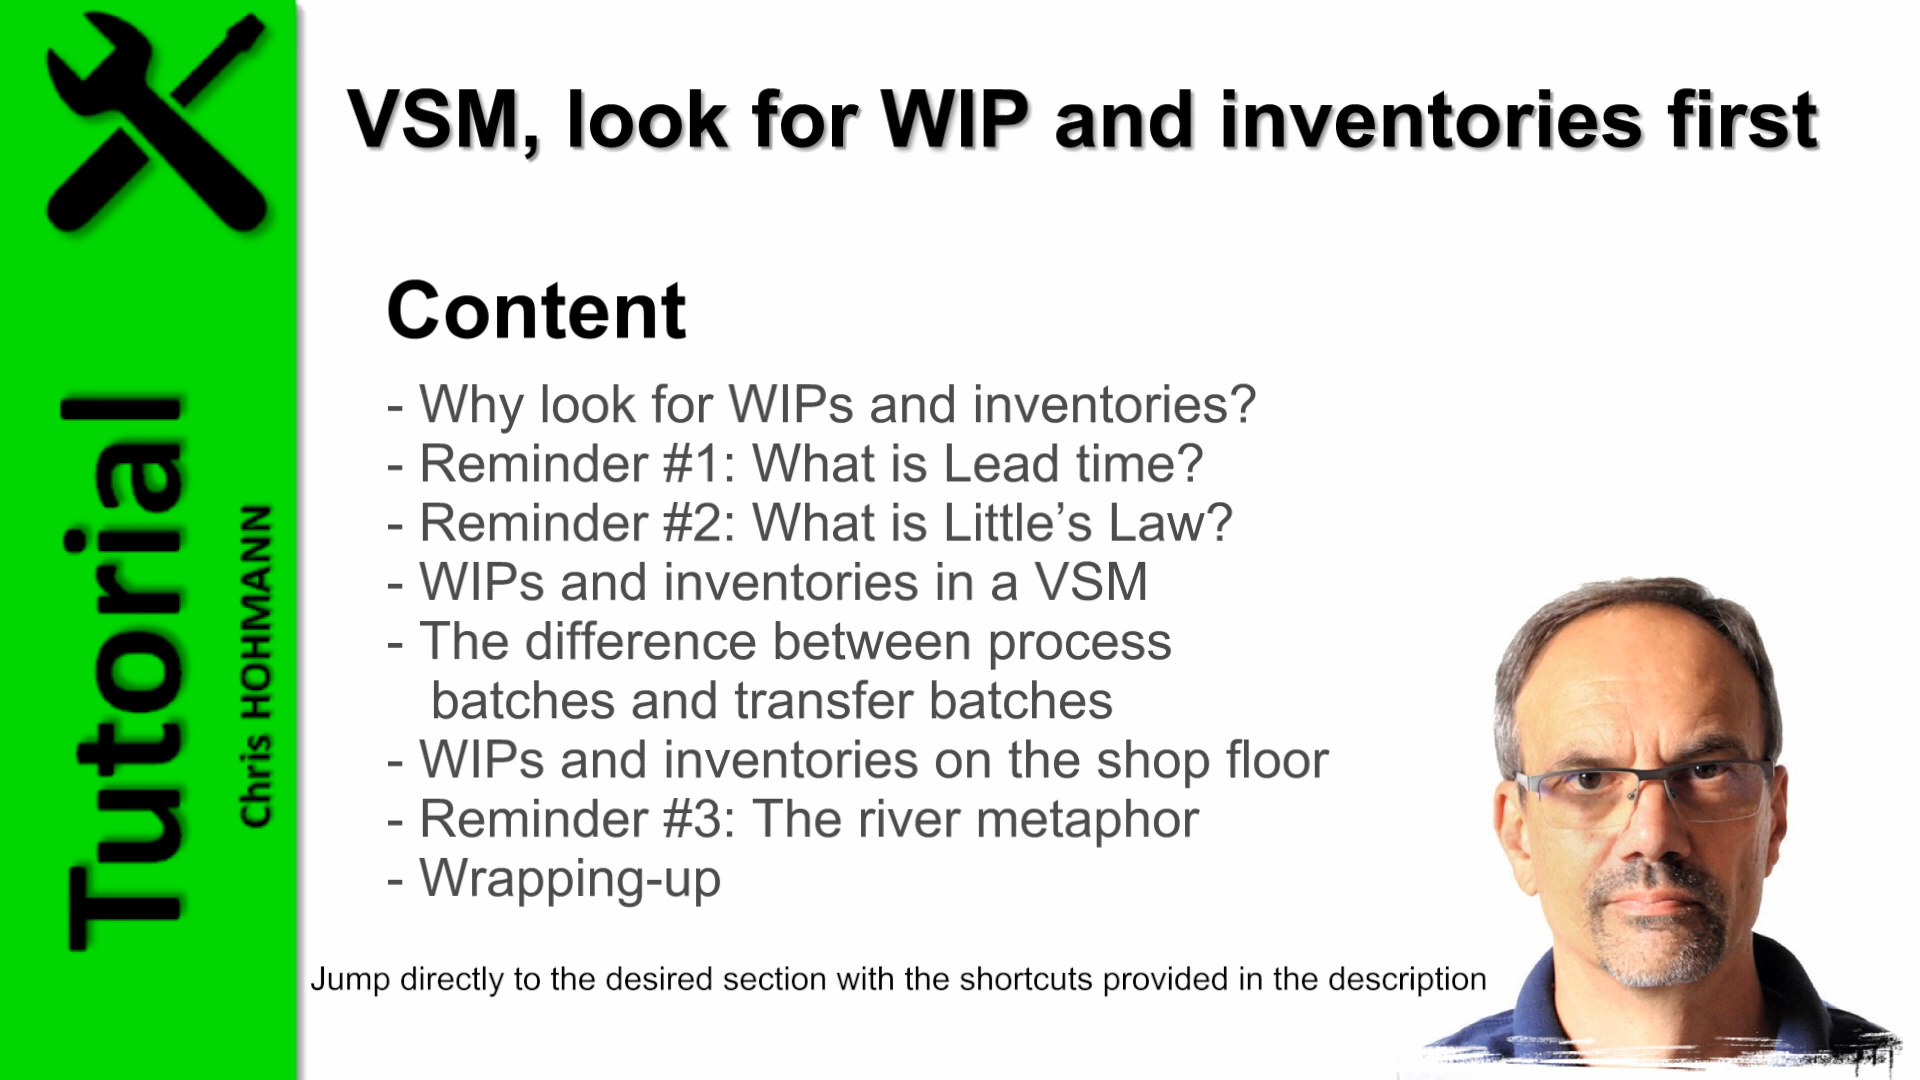 Tutorial
Chris HOHMANN
VSM, look for WIP and inventories first
Content
- Why look for WIPs and inventories?
- Reminder #1: What is Lead time?
- Reminder #2: What is Little’s Law?
- WIPs and inventories in a VSM
- The difference between process
batches and transfer batches
- WIPs and inventories on the shop floor
- Reminder #3: The river metaphor
- Wrapping-up
Jump directly to the desired section with the shortcuts provided in the description